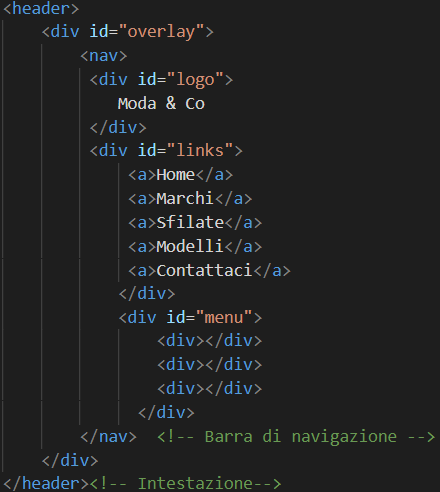 <header>
<div id="overlay">
<nav>
<div id="logo">
Moda & Co
</div>
<div id="links">
<a>Home</a>
<a>Marchi</a>
<a>Sfilate</a>
<a>Modelli</a>
<a>Contattaci</a>
</div>
<div id="menu">
<div></div>
<div></div>
<div></div>
</div>
</nav> <!-- Barra di navigazione -->
</div>
</header><!-- Intestazione-->